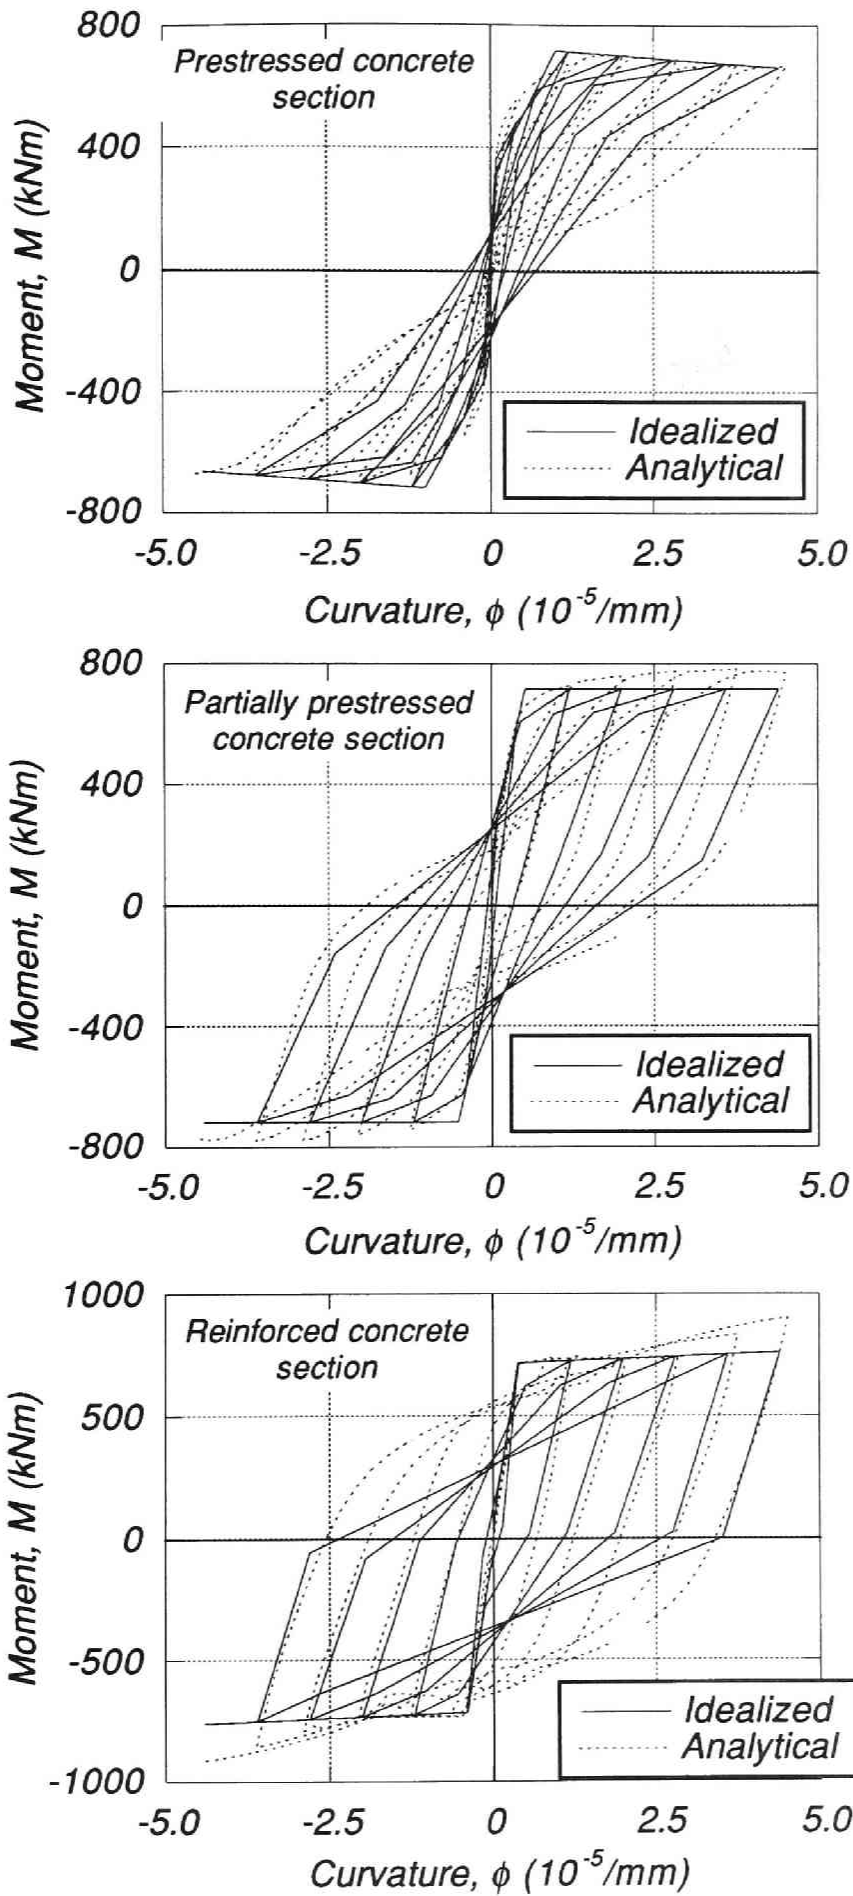 800
Prestressed concrete
section
400
0
-400
-800
Moment, M (kNm)
Idealized
Analytical
-5.0 -2.5 0 2.5 5.0
Curvature, ϕ (10⁻⁵/mm)
800
Partially prestressed
concrete section
400
0
-400
-800
Moment, M (kNm)
Idealized
Analytical
-5.0 -2.5 0 2.5 5.0
Curvature, ϕ (10⁻⁵/mm)
1000
Reinforced concrete
section
500
0
-500
-1000
Moment, M (kNm)
Idealized
Analytical
-5.0 -2.5 0 2.5 5.0
Curvature, ϕ (10⁻⁵/mm)